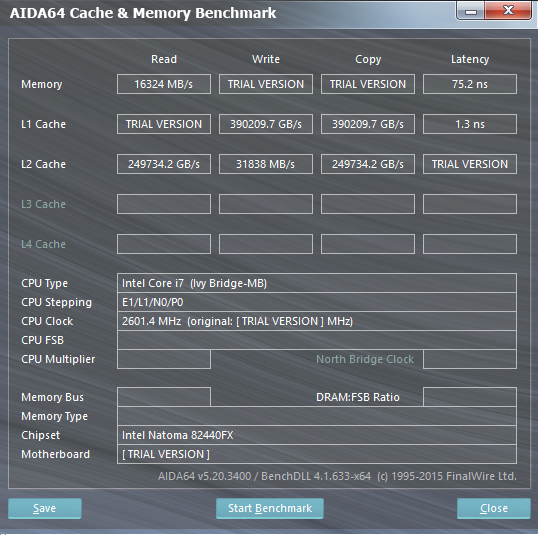 AIDA64 Cache & Memory Benchmark
Read Write Copy Latency
Memory 16324 MB/s TRIAL VERSION TRIAL VERSION 75.2 ns
L1 Cache TRIAL VERSION 390209.7 GB/s 390209.7 GB/s 1.3 ns
L2 Cache 249734.2 GB/s 31838 MB/s 249734.2 GB/s TRIAL VERSION
L3 Cache
L4 Cache
CPU Type Intel Core i7 (Ivy Bridge-MB)
CPU Stepping E1/L1/N0/P0
CPU Clock 2601.4 MHz (original: [ TRIAL VERSION ] MHz)
CPU FSB
CPU Multiplier North Bridge Clock
Memory Bus DRAM:FSB Ratio
Memory Type
Chipset Intel Natoma 82440FX
Motherboard [ TRIAL VERSION ]
AIDA64 v5.20.3400 / BenchDLL 4.1.633-x64 (c) 1995-2015 FinalWire Ltd.
Save Start Benchmark Close